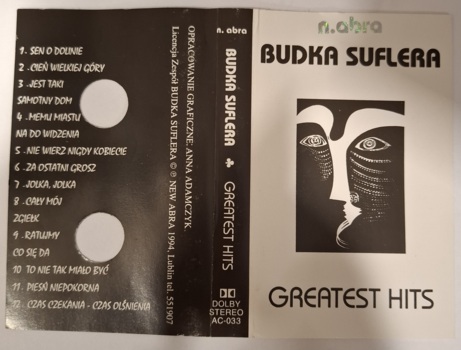 1 - SEN O DOLINIE
2 - CIEŃ WIELKIEJ GÓRY
3 - JEST TAKI
SAMOTNY DOM
4 - MEMU MIASTU
NA DO WIDZENIA
5 - NIE WIERZ NIGDY KOBIECIE
6 - ZA OSTATNI GROSZ
7 - JOLKA, JOLKA
8 - CAŁY MÓJ
ZGIEŁK
9 - RATUJMY
CO SIĘ DA
10 - TO NIE TAK MIAŁO BYĆ
11 - PIEŚŃ NIEPOKORNA
12 - CZAS CZEKANIA - CZAS OLŚNIENIA
OPRACOWANIE GRAFICZNE: ANNA ADAMCZYK.
Licencja Zespół BUDKA SUFLERA © ℗ NEW ABRA 1994, Lublin tel. 551907
n. abra
BUDKA SUFLERA ♣ GREATEST HITS
DOLBY
STEREO
AC-033
n.abra
BUDKA SUFLERA
GREATEST HITS